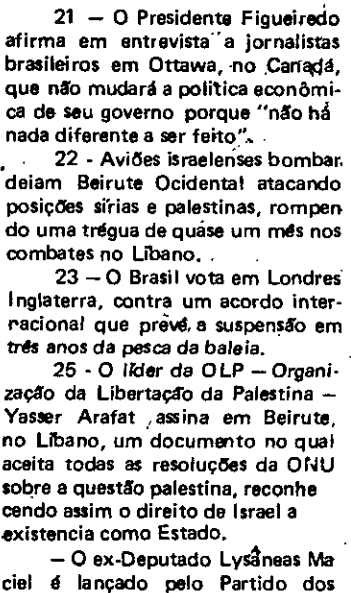 21 — O Presidente Figueiredo
afirma em entrevista a jornalistas
brasileiros em Ottawa, no Canadá,
que não mudará a política econômi-
ca de seu governo porque "não há
nada diferente a ser feito".
22 - Aviões israelenses bombar-
deiam Beirute Ocidental atacando
posições sírias e palestinas, rompen
do uma trégua de quáse um mês nos
combates no Líbano.
23 — O Brasil vota em Londres
Inglaterra, contra um acordo inter-
racional que prevê, a suspensão em
três anos da pesca da baleia.
25 - O líder da OLP — Organi-
zação da Libertação da Palestina —
Yasser Arafat , assina em Beirute,
no Líbano, um documento no qual
aceita todas as resoluções da ONU
sobre a questão palestina, reconhe
cendo assim o direito de Israel a
existencia como Estado.
— O ex-Deputado Lysâneas Ma
ciel é lançado pelo Partido dos